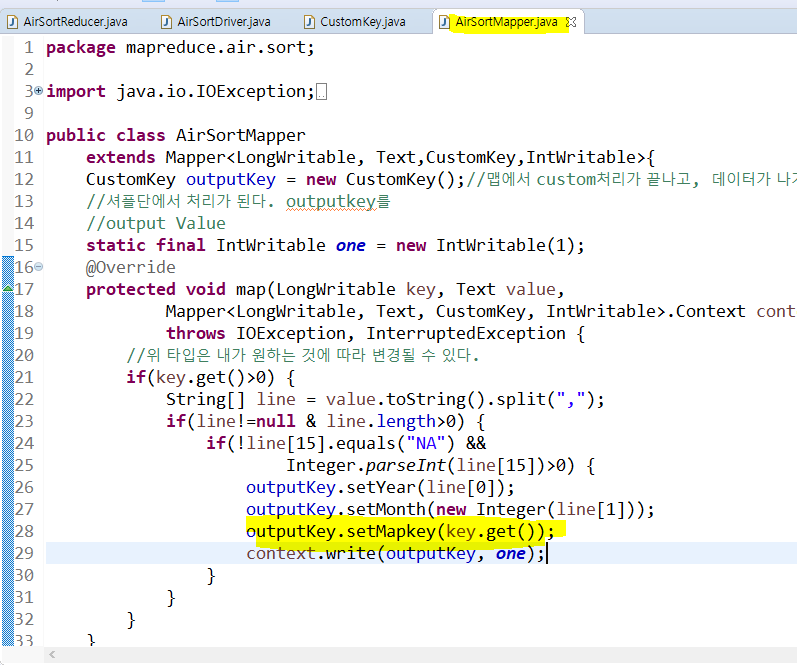 AirSortReducer.java AirSortDriver.java CustomKey.java AirSortMapper.java
1 package mapreduce.air.sort;
2
3 import java.io.IOException;
9
10 public class AirSortMapper
11 extends Mapper<LongWritable, Text,CustomKey,IntWritable>{
12 CustomKey outputKey = new CustomKey();//맵에서 custom처리가 끝나고, 데이터가
13 //셔플단에서 처리가 된다. outputkey를
14 //output Value
15 static final IntWritable one = new IntWritable(1);
16 @Override
17 protected void map(LongWritable key, Text value,
18 Mapper<LongWritable, Text, CustomKey, IntWritable>.Context cont
19 throws IOException, InterruptedException {
20 //위 타입은 내가 원하는 것에 따라 변경될 수 있다.
21 if(key.get()>0) {
22 String[] line = value.toString().split(",");
23 if(line!=null & line.length>0) {
24 if(!line[15].equals("NA") &&
25 Integer.parseInt(line[15])>0) {
26 outputKey.setYear(line[0]);
27 outputKey.setMonth(new Integer(line[1]));
28 outputKey.setMapkey(key.get());
29 context.write(outputKey, one);
30 }
31 }
32 }
33 }